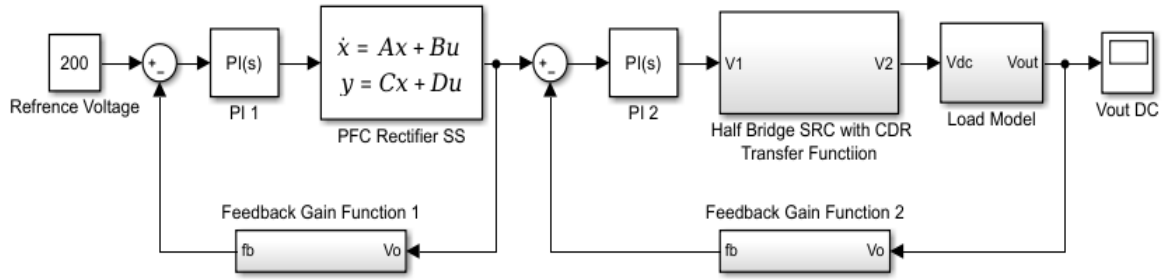 200
Refrence Voltage
+
-
PI(s)
PI 1
ẋ = Ax + Bu
y = Cx + Du
PFC Rectifier SS
+
-
PI(s)
PI 2
V1
V2
Half Bridge SRC with CDR
Transfer Functiion
Vdc
Vout
Load Model
Vout DC
Feedback Gain Function 1
fb
Vo
Feedback Gain Function 2
fb
Vo